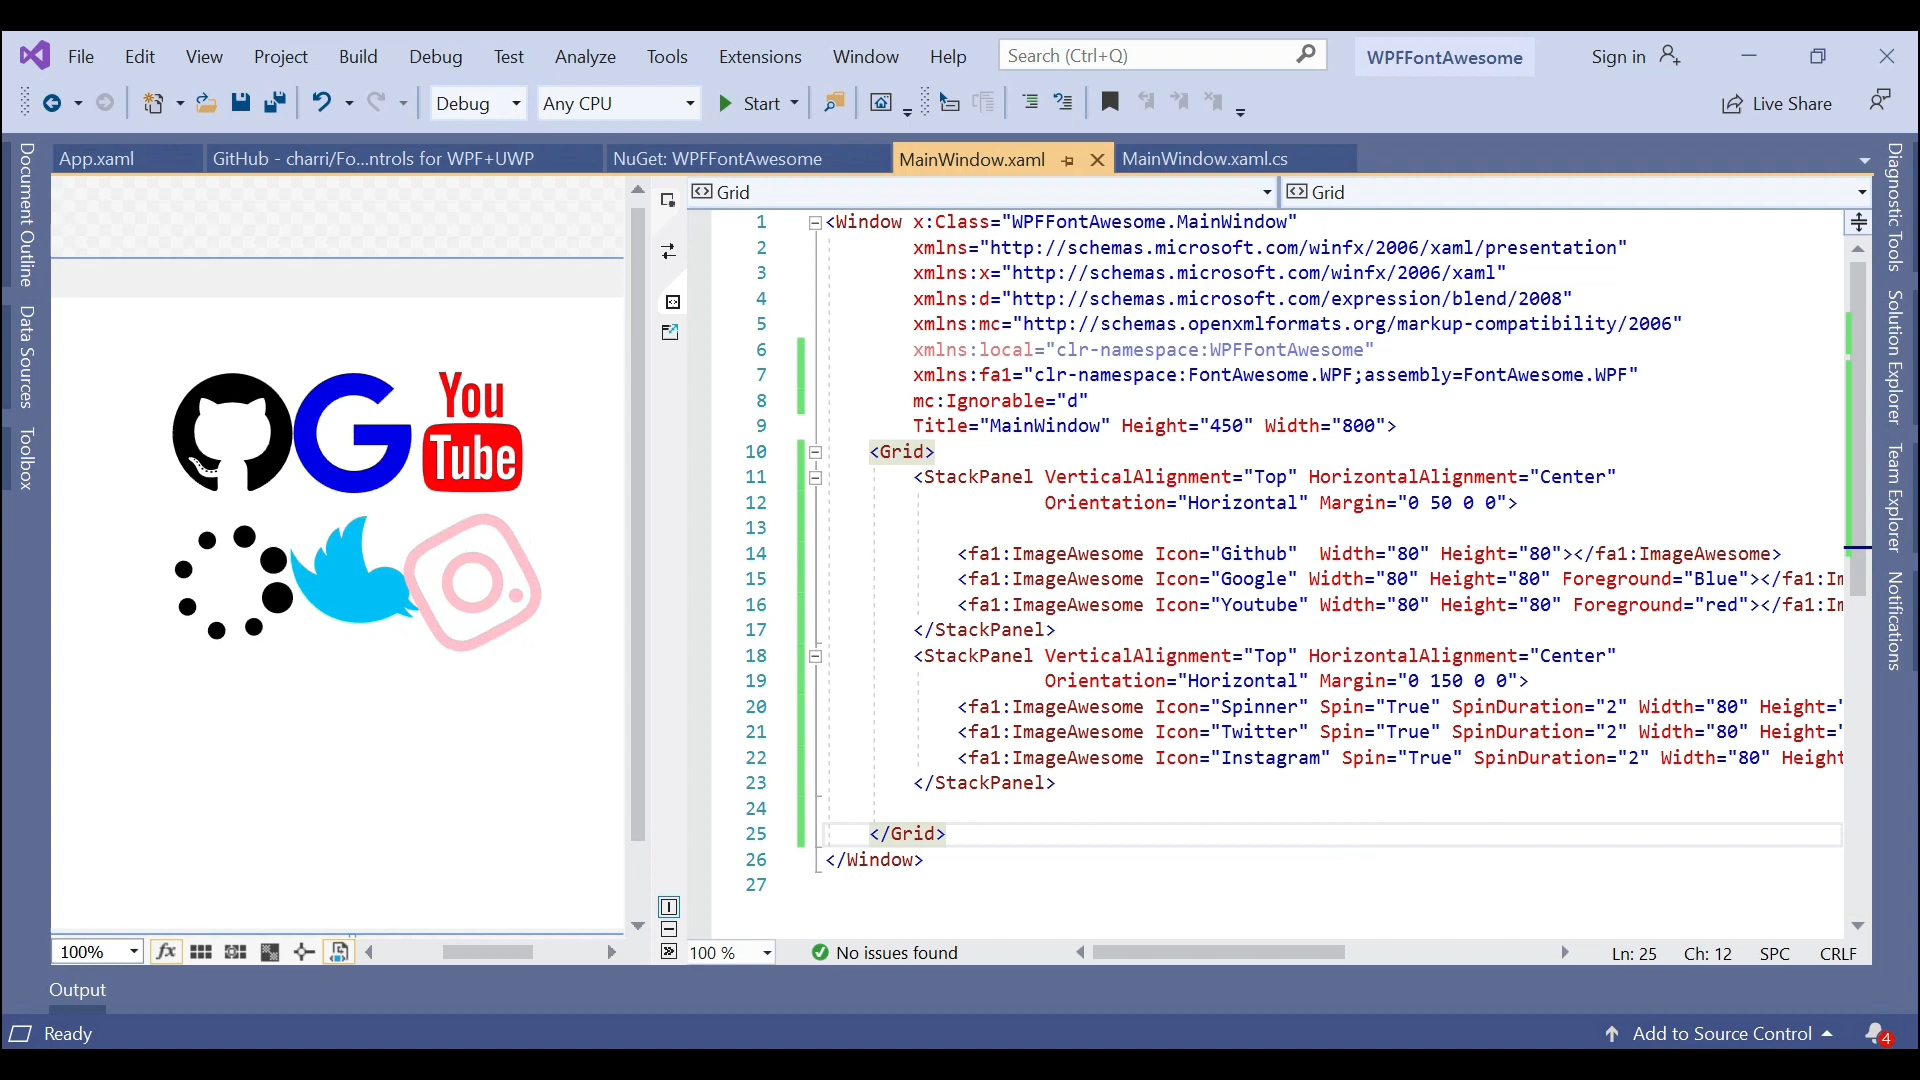 File Edit View Project Build Debug Test Analyze Tools Extensions Window Help Search (Ctrl+Q) WPFFontAwesome Sign in
Debug Any CPU Start Live Share
App.xaml GitHub - charri/Fo...ntrols for WPF+UWP NuGet: WPFFontAwesome MainWindow.xaml MainWindow.xaml.cs
Document Outline
Data Sources
Toolbox
You
Tube
Grid Grid
1 <Window x:Class="WPFFontAwesome.MainWindow"
2 xmlns="http://schemas.microsoft.com/winfx/2006/xaml/presentation"
3 xmlns:x="http://schemas.microsoft.com/winfx/2006/xaml"
4 xmlns:d="http://schemas.microsoft.com/expression/blend/2008"
5 xmlns:mc="http://schemas.openxmlformats.org/markup-compatibility/2006"
6 xmlns:local="clr-namespace:WPFFontAwesome"
7 xmlns:fa1="clr-namespace:FontAwesome.WPF;assembly=FontAwesome.WPF"
8 mc:Ignorable="d"
9 Title="MainWindow" Height="450" Width="800">
10 <Grid>
11 <StackPanel VerticalAlignment="Top" HorizontalAlignment="Center"
12 Orientation="Horizontal" Margin="0 50 0 0">
13
14 <fa1:ImageAwesome Icon="Github" Width="80" Height="80"></fa1:ImageAwesome>
15 <fa1:ImageAwesome Icon="Google" Width="80" Height="80" Foreground="Blue"></fa1:Im
16 <fa1:ImageAwesome Icon="Youtube" Width="80" Height="80" Foreground="red"></fa1:Im
17 </StackPanel>
18 <StackPanel VerticalAlignment="Top" HorizontalAlignment="Center"
19 Orientation="Horizontal" Margin="0 150 0 0">
20 <fa1:ImageAwesome Icon="Spinner" Spin="True" SpinDuration="2" Width="80" Height="
21 <fa1:ImageAwesome Icon="Twitter" Spin="True" SpinDuration="2" Width="80" Height="
22 <fa1:ImageAwesome Icon="Instagram" Spin="True" SpinDuration="2" Width="80" Height
23 </StackPanel>
24
25 </Grid>
26 </Window>
27
Diagnostic Tools
Solution Explorer
Team Explorer
Notifications
100% fx 100 % No issues found Ln: 25 Ch: 12 SPC CRLF
Output
Ready Add to Source Control 4